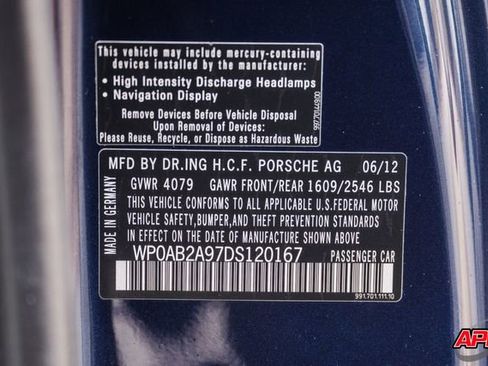 This vehicle may include mercury-containing
devices installed by the manufacturer:
• High Intensity Discharge Headlamps
• Navigation Display
Remove Devices Before Vehicle Disposal
Upon Removal of Devices:
Please Reuse, Recycle, or Dispose as Hazardous Waste
99770144900
MFD BY DR.ING H.C.F. PORSCHE AG 06/12
GVWR 4079 GAWR FRONT/REAR 1609/2546 LBS
THIS VEHICLE CONFORMS TO ALL APPLICABLE U.S.FEDERAL MOTOR
VEHICLE SAFETY,BUMPER,AND THEFT PREVENTION STANDARDS
IN EFFECT ON THE DATE OF MANUFACTURE SHOWN ABOVE
WP0AB2A97DS120167 PASSENGER CAR
991.701.111.10
MADE IN GERMANY